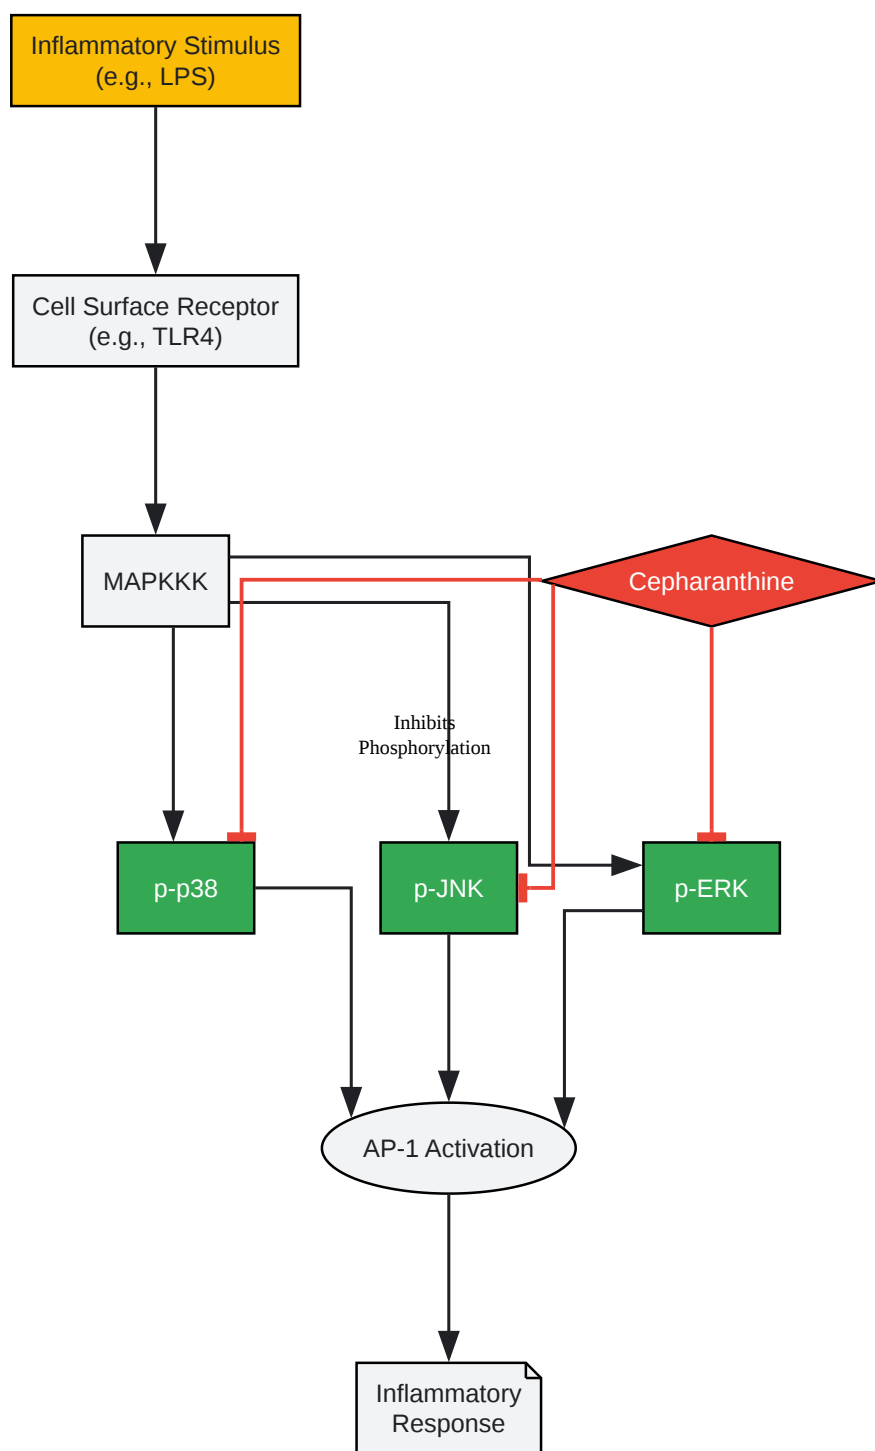 Inflammatory Stimulus
(e.g., LPS)
Cell Surface Receptor
(e.g., TLR4)
MAPKKK
Cepharanthine
Inhibits
Phosphorylation
p-p38
p-JNK
p-ERK
AP-1 Activation
Inflammatory
Response